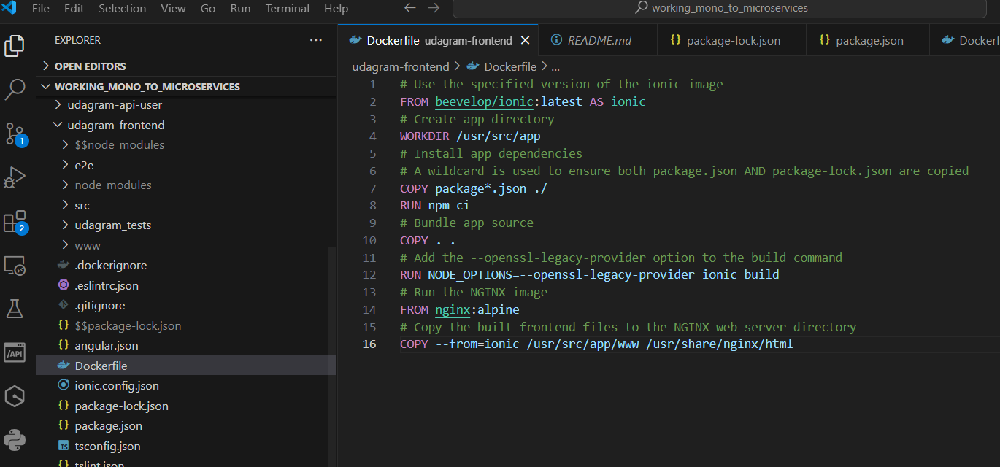 File Edit Selection View Go Run Terminal Help
working_mono_to_microservices
EXPLORER
OPEN EDITORS
WORKING_MONO_TO_MICROSERVICES
udagram-api-user
udagram-frontend
$$node_modules
e2e
node_modules
src
udagram_tests
www
.dockerignore
.eslintrc.json
.gitignore
$$package-lock.json
angular.json
Dockerfile
ionic.config.json
package-lock.json
package.json
tsconfig.json
tslint.json
1
2
/API
TS
Dockerfile udagram-frontend README.md package-lock.json package.json
udagram-frontend > Dockerfile > ...
1 # Use the specified version of the ionic image
2 FROM beevelop/ionic:latest AS ionic
3 # Create app directory
4 WORKDIR /usr/src/app
5 # Install app dependencies
6 # A wildcard is used to ensure both package.json AND package-lock.json are copied
7 COPY package*.json ./
8 RUN npm ci
9 # Bundle app source
10 COPY . .
11 # Add the --openssl-legacy-provider option to the build command
12 RUN NODE_OPTIONS=--openssl-legacy-provider ionic build
13 # Run the NGINX image
14 FROM nginx:alpine
15 # Copy the built frontend files to the NGINX web server directory
16 COPY --from=ionic /usr/src/app/www /usr/share/nginx/html